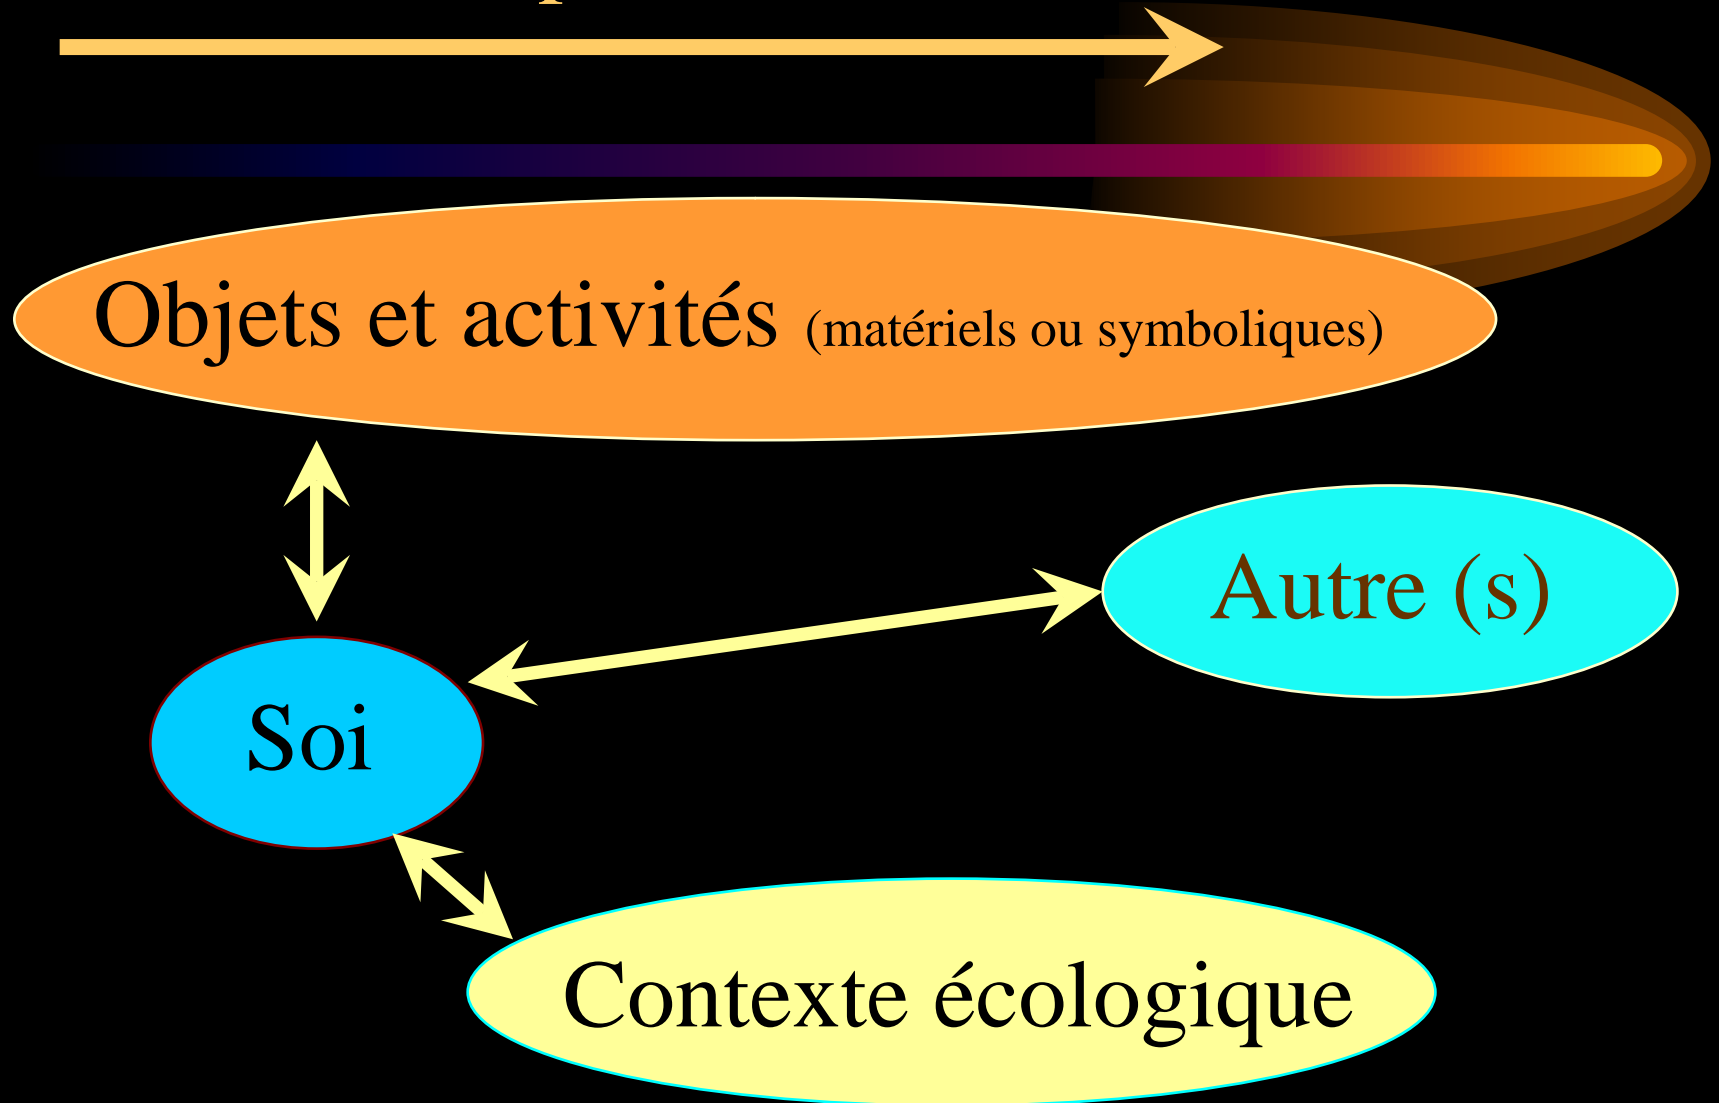 Objets et activités (matériels ou symboliques)
Autre (s)
Soi
Contexte écologique